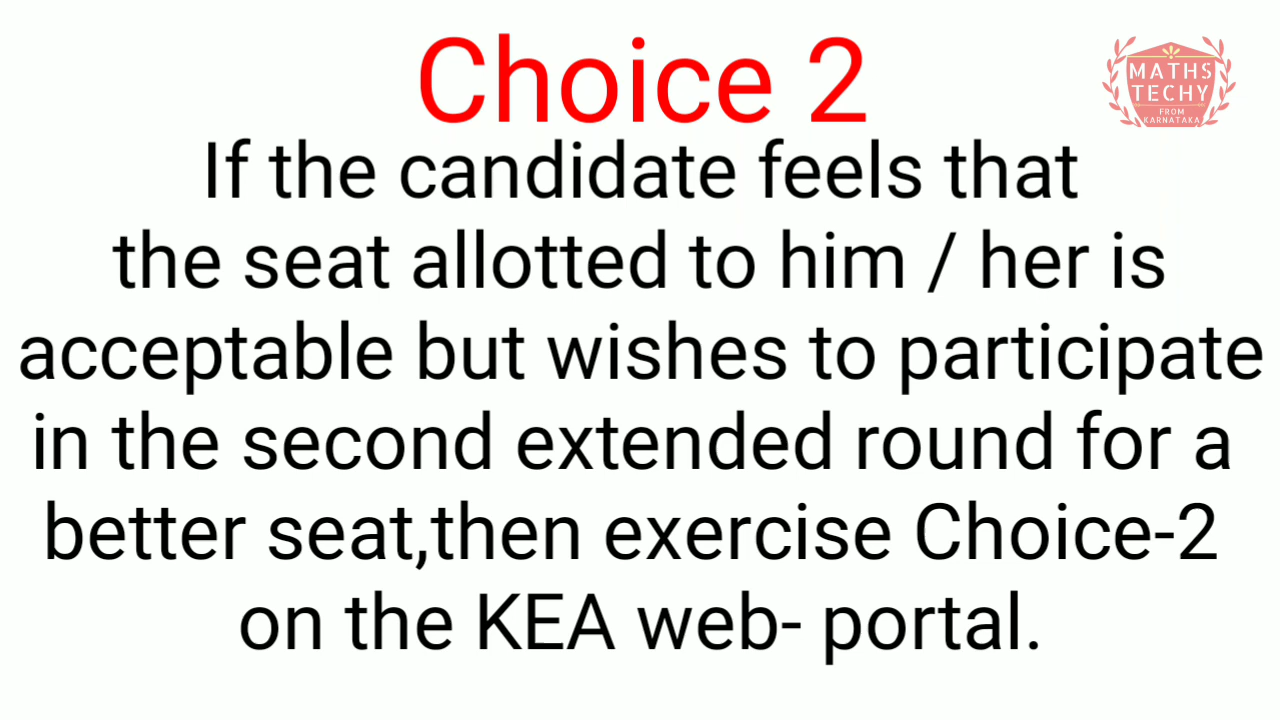 Choice 2
MATHS
TECHY
FROM
KARNATAKA
If the candidate feels that
the seat allotted to him / her is
acceptable but wishes to participate
in the second extended round for a
better seat,then exercise Choice-2
on the KEA web- portal.